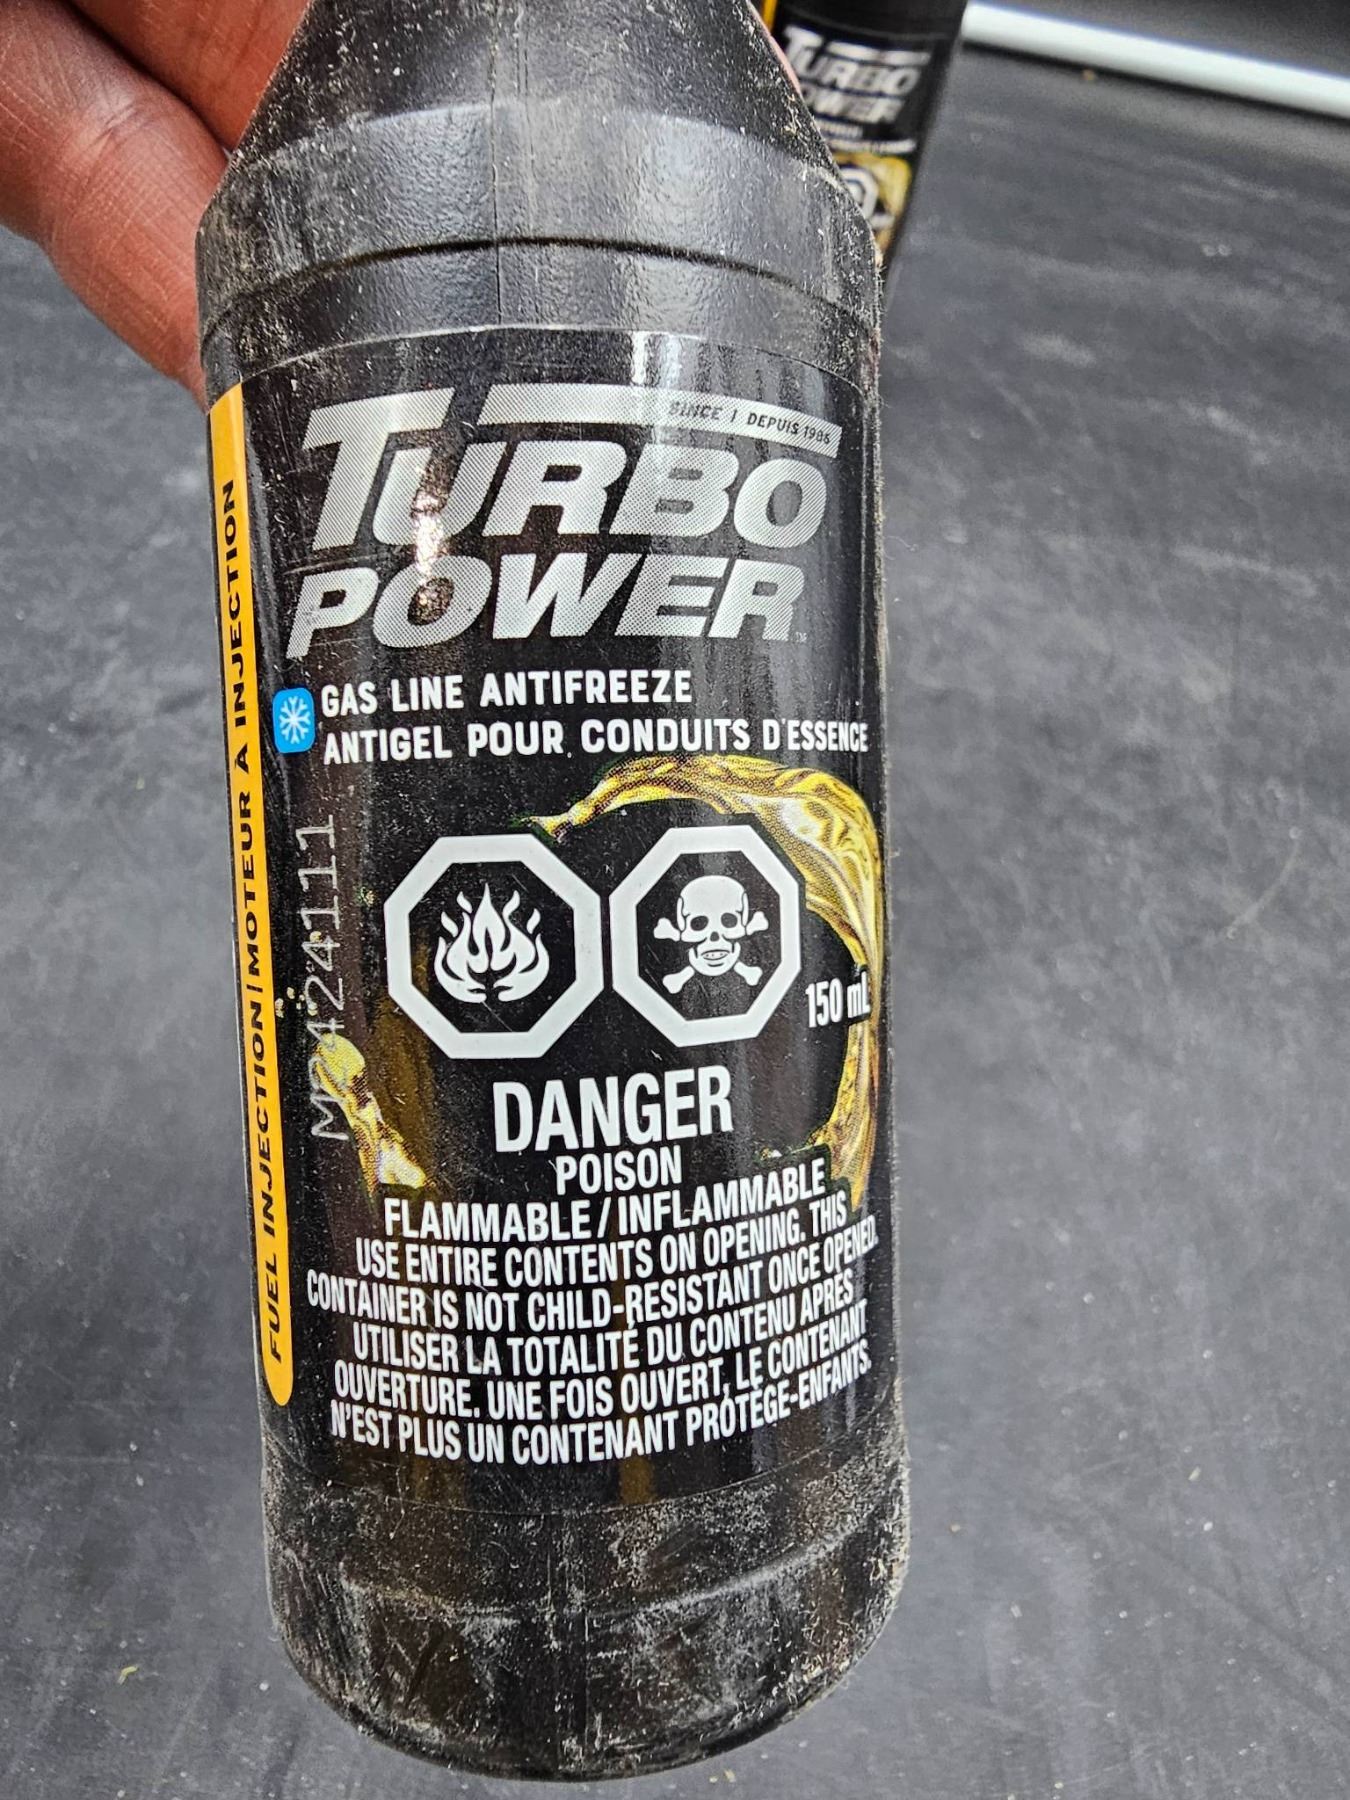 TURBO
POWER
SINCE | DEPUIS 1986
TURBO
POWER™
GAS LINE ANTIFREEZE
ANTIGEL POUR CONDUITS D'ESSENCE
FUEL INJECTION | MOTEUR À INJECTION
150 mL
DANGER
POISON
FLAMMABLE / INFLAMMABLE
USE ENTIRE CONTENTS ON OPENING. THIS
CONTAINER IS NOT CHILD-RESISTANT ONCE OPENED.
UTILISER LA TOTALITÉ DU CONTENU APRÈS
OUVERTURE. UNE FOIS OUVERT, LE CONTENANT
N'EST PLUS UN CONTENANT PROTÈGE-ENFANTS.